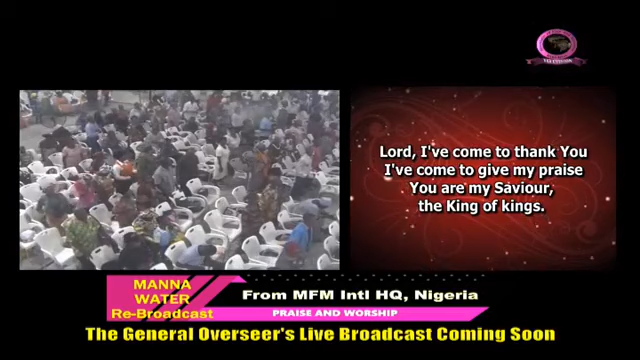 Lord, I've come to thank You
I've come to give my praise
You are my Saviour,
the King of kings.
MANNA
WATER
Re-Broadcast
From MFM Intl HQ, Nigeria
PRAISE AND WORSHIP
The General Overseer's Live Broadcast Coming Soon